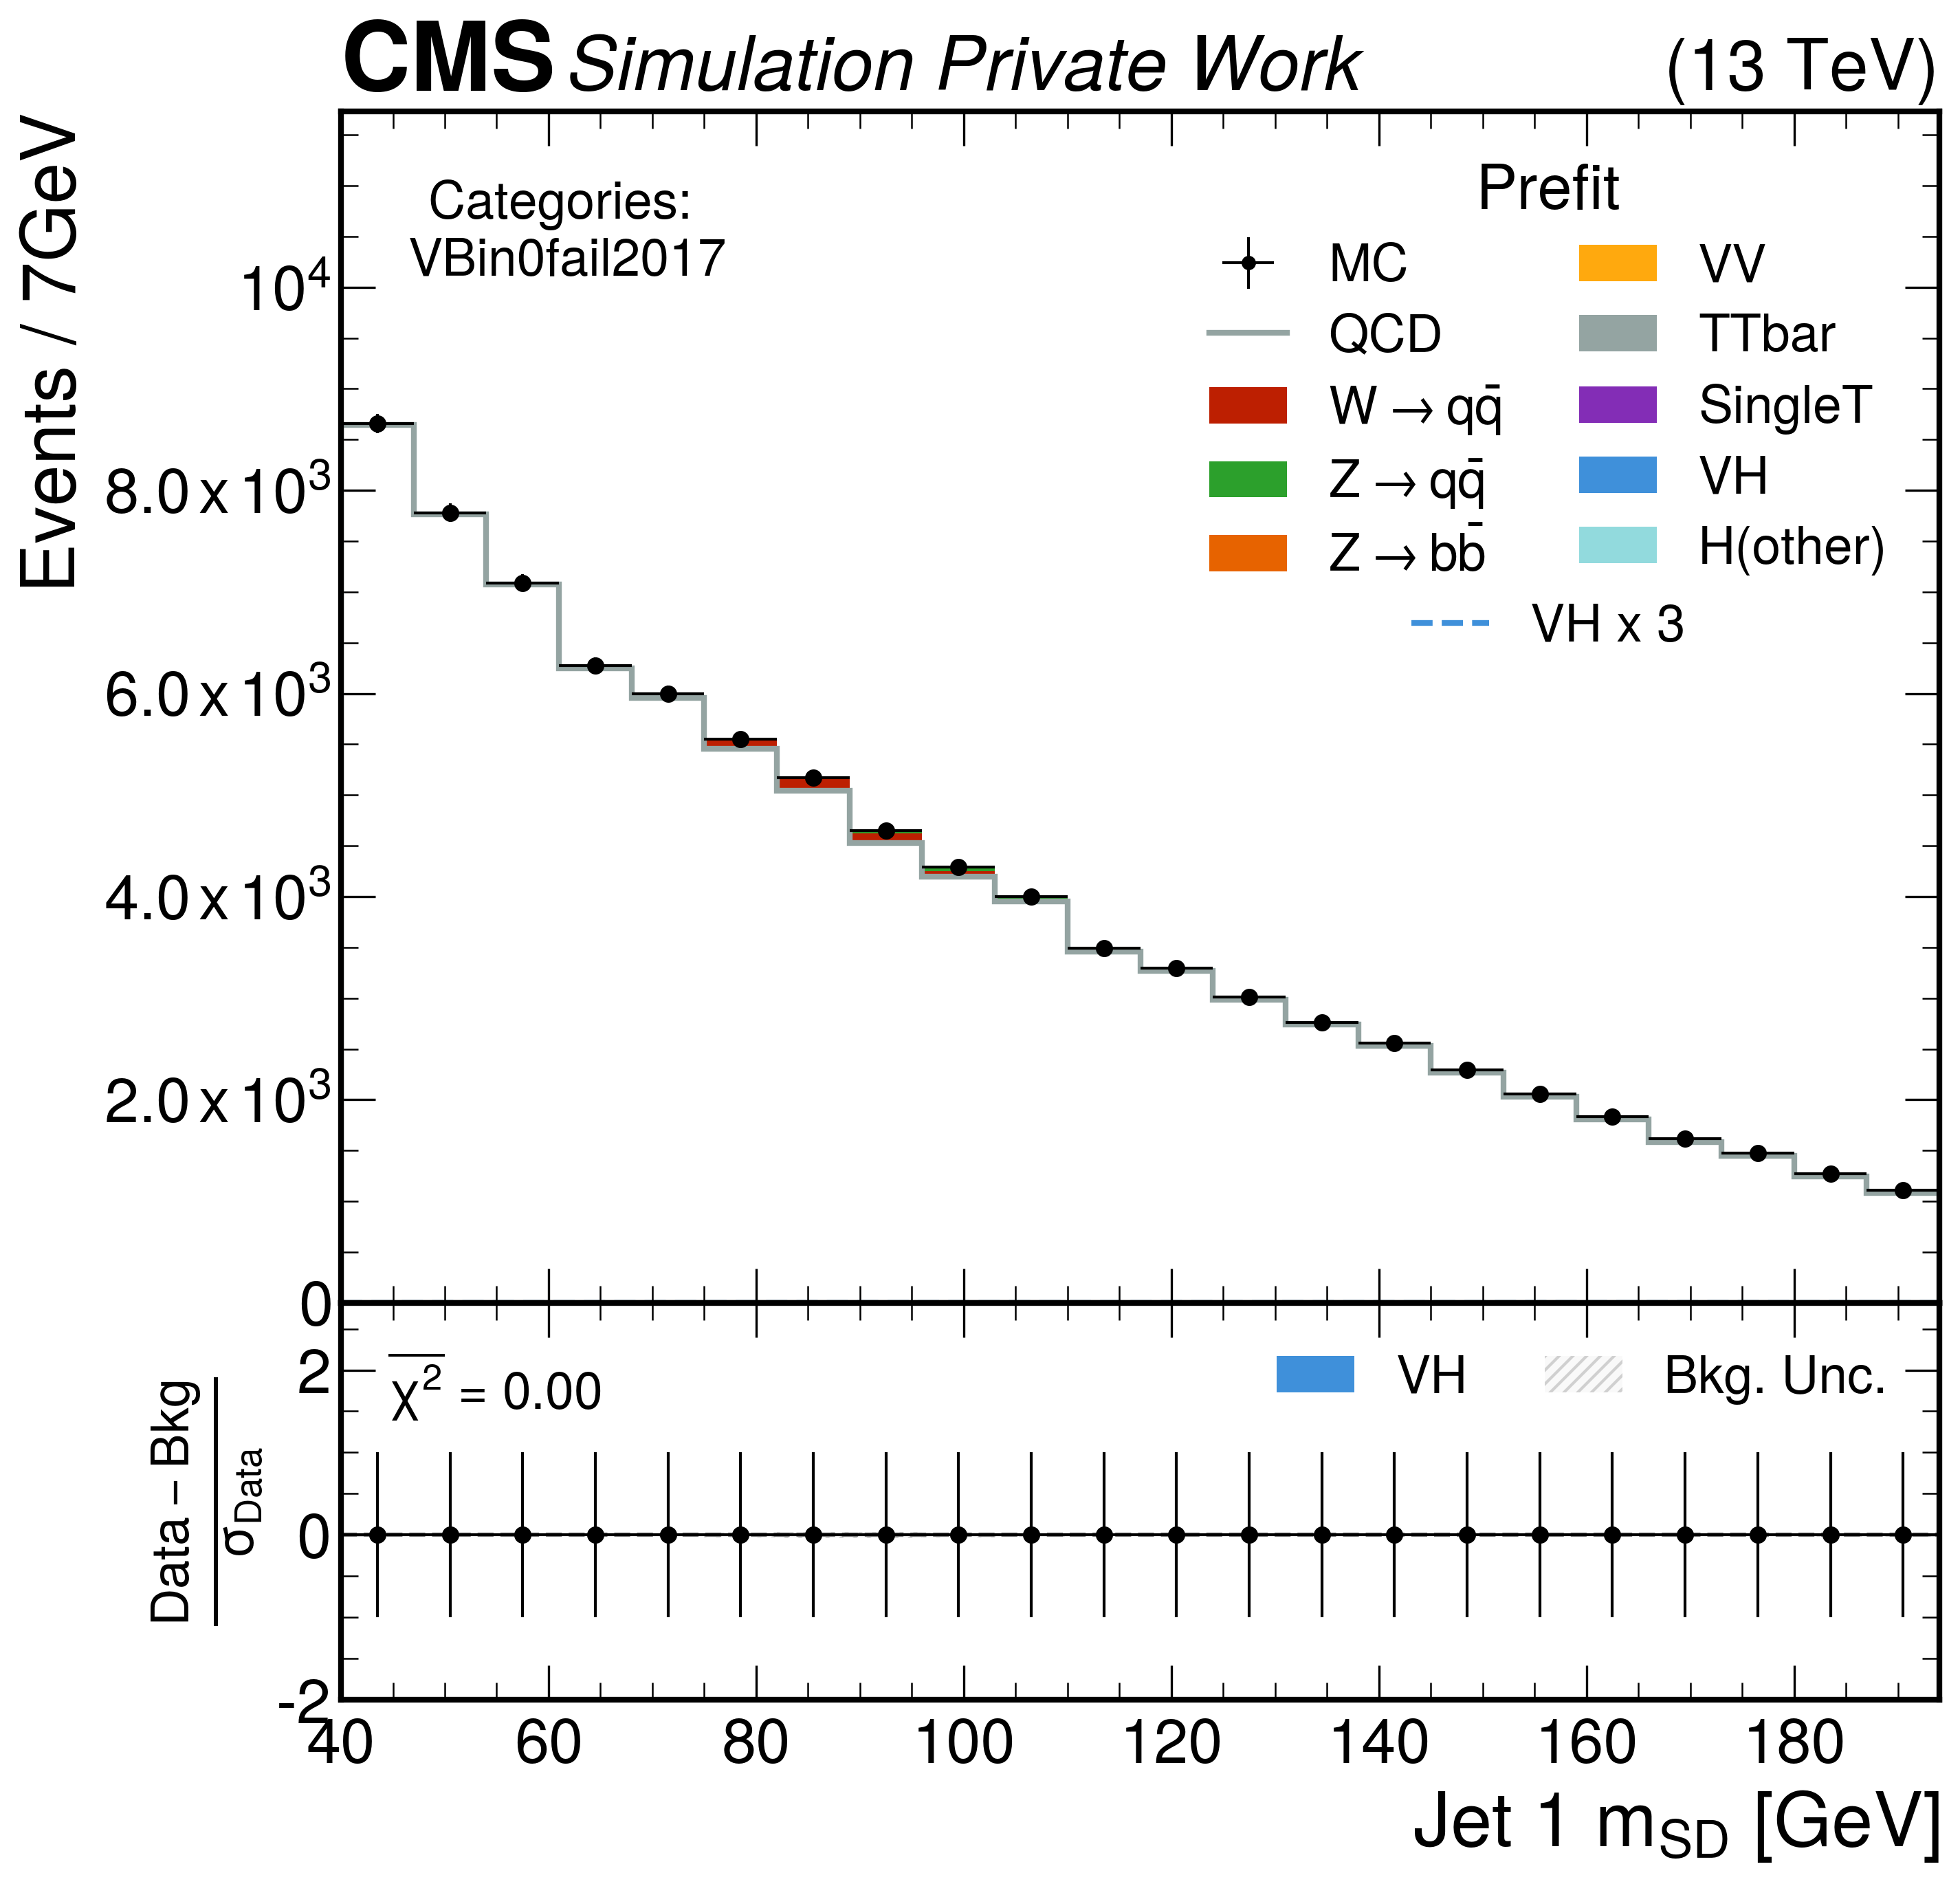 CMS Simulation Private Work (13 TeV)
Events / 7GeV
Categories:
VBin0fail2017
Prefit
MC
QCD
W → qq̄
Z → qq̄
Z → bb̄
VV
TTbar
SingleT
VH
H(other)
VH x 3
10⁴
8.0 x 10³
6.0 x 10³
4.0 x 10³
2.0 x 10³
0
Data – Bkg
σ_Data
2
0
-2
χ̅² = 0.00
VH
Bkg. Unc.
40 60 80 100 120 140 160 180
Jet 1 m_SD [GeV]